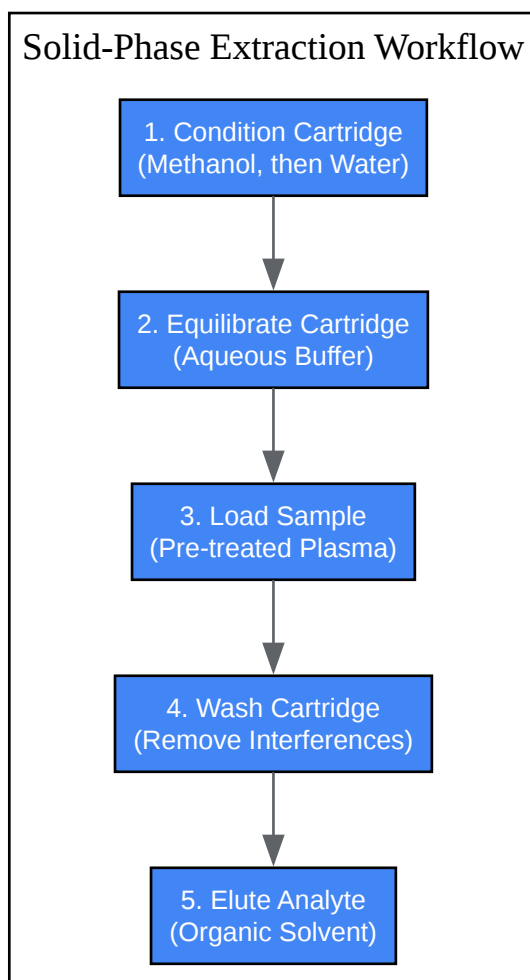 Solid-Phase Extraction Workflow
1. Condition Cartridge
(Methanol, then Water)
2. Equilibrate Cartridge
(Aqueous Buffer)
3. Load Sample
(Pre-treated Plasma)
4. Wash Cartridge
(Remove Interferences)
5. Elute Analyte
(Organic Solvent)